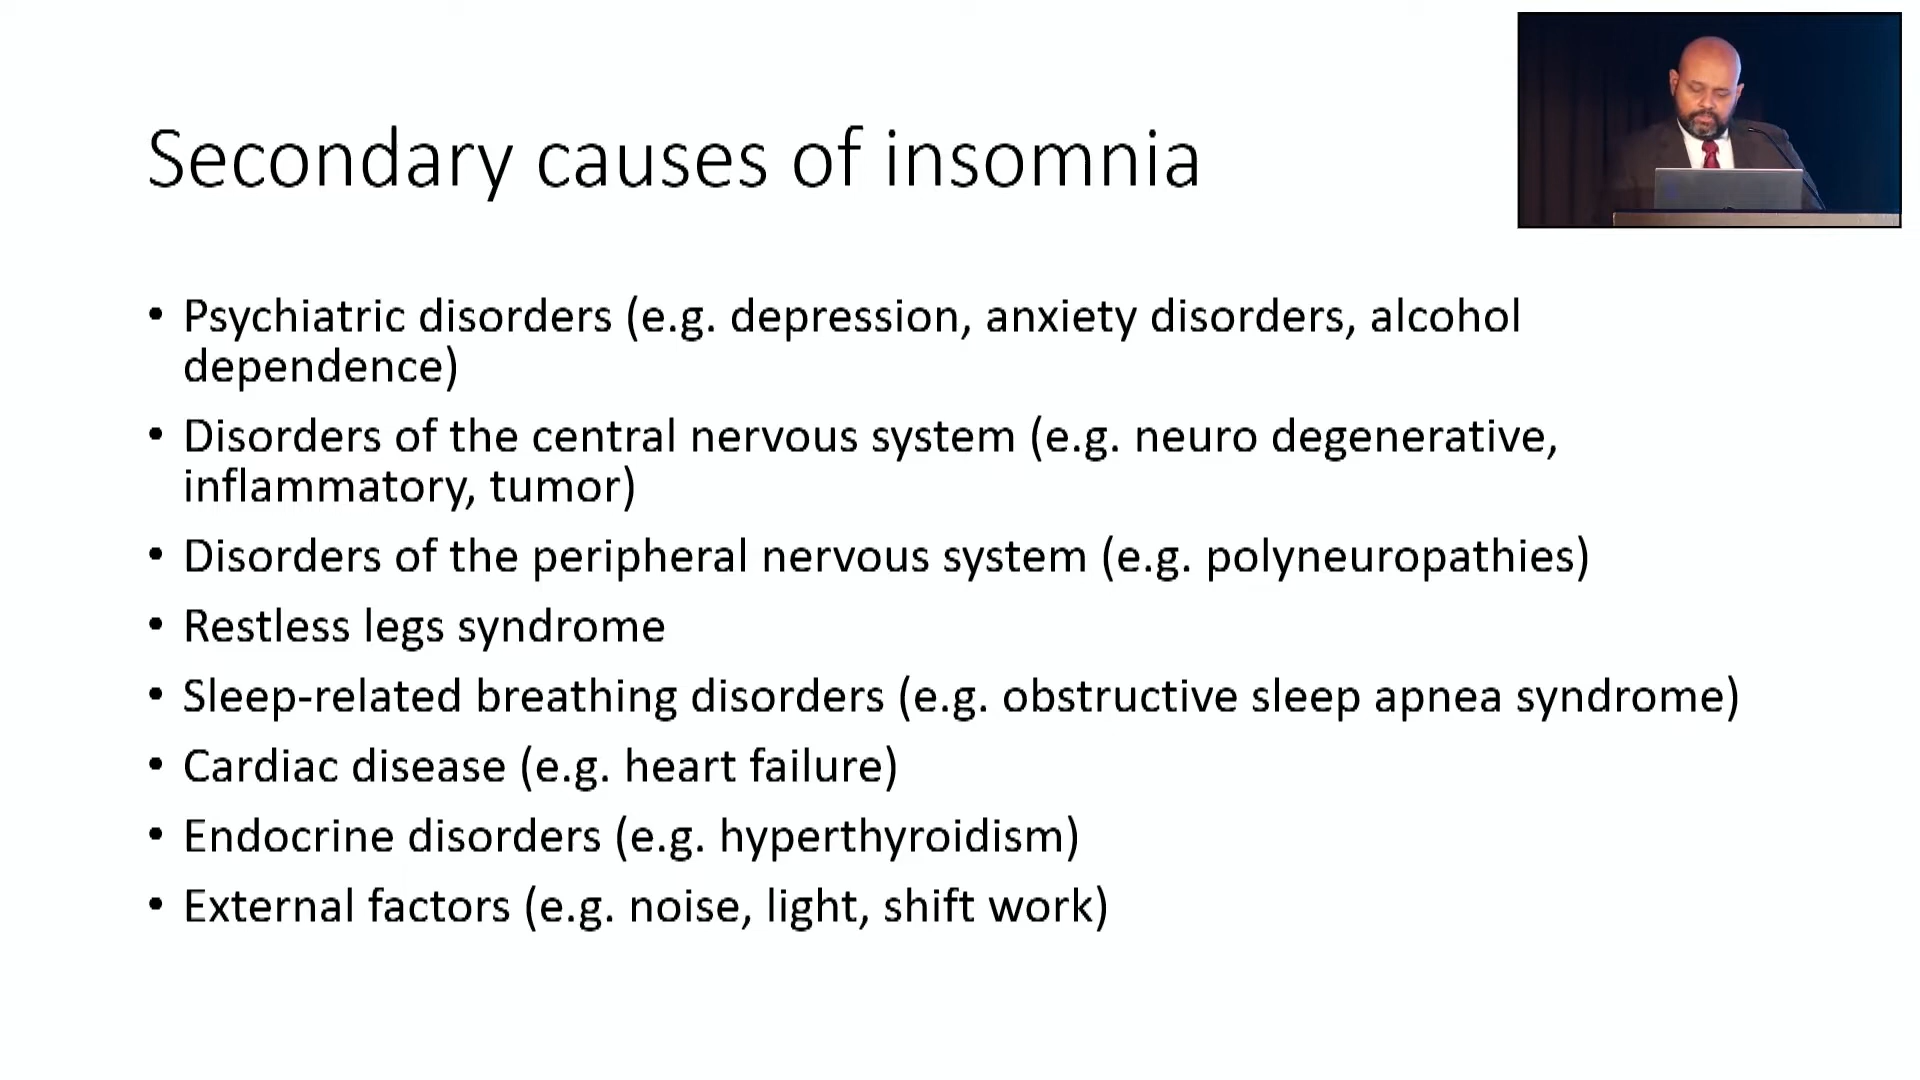 Secondary causes of insomnia
• Psychiatric disorders (e.g. depression, anxiety disorders, alcohol
dependence)
• Disorders of the central nervous system (e.g. neuro degenerative,
inflammatory, tumor)
• Disorders of the peripheral nervous system (e.g. polyneuropathies)
• Restless legs syndrome
• Sleep-related breathing disorders (e.g. obstructive sleep apnea syndrome)
• Cardiac disease (e.g. heart failure)
• Endocrine disorders (e.g. hyperthyroidism)
• External factors (e.g. noise, light, shift work)